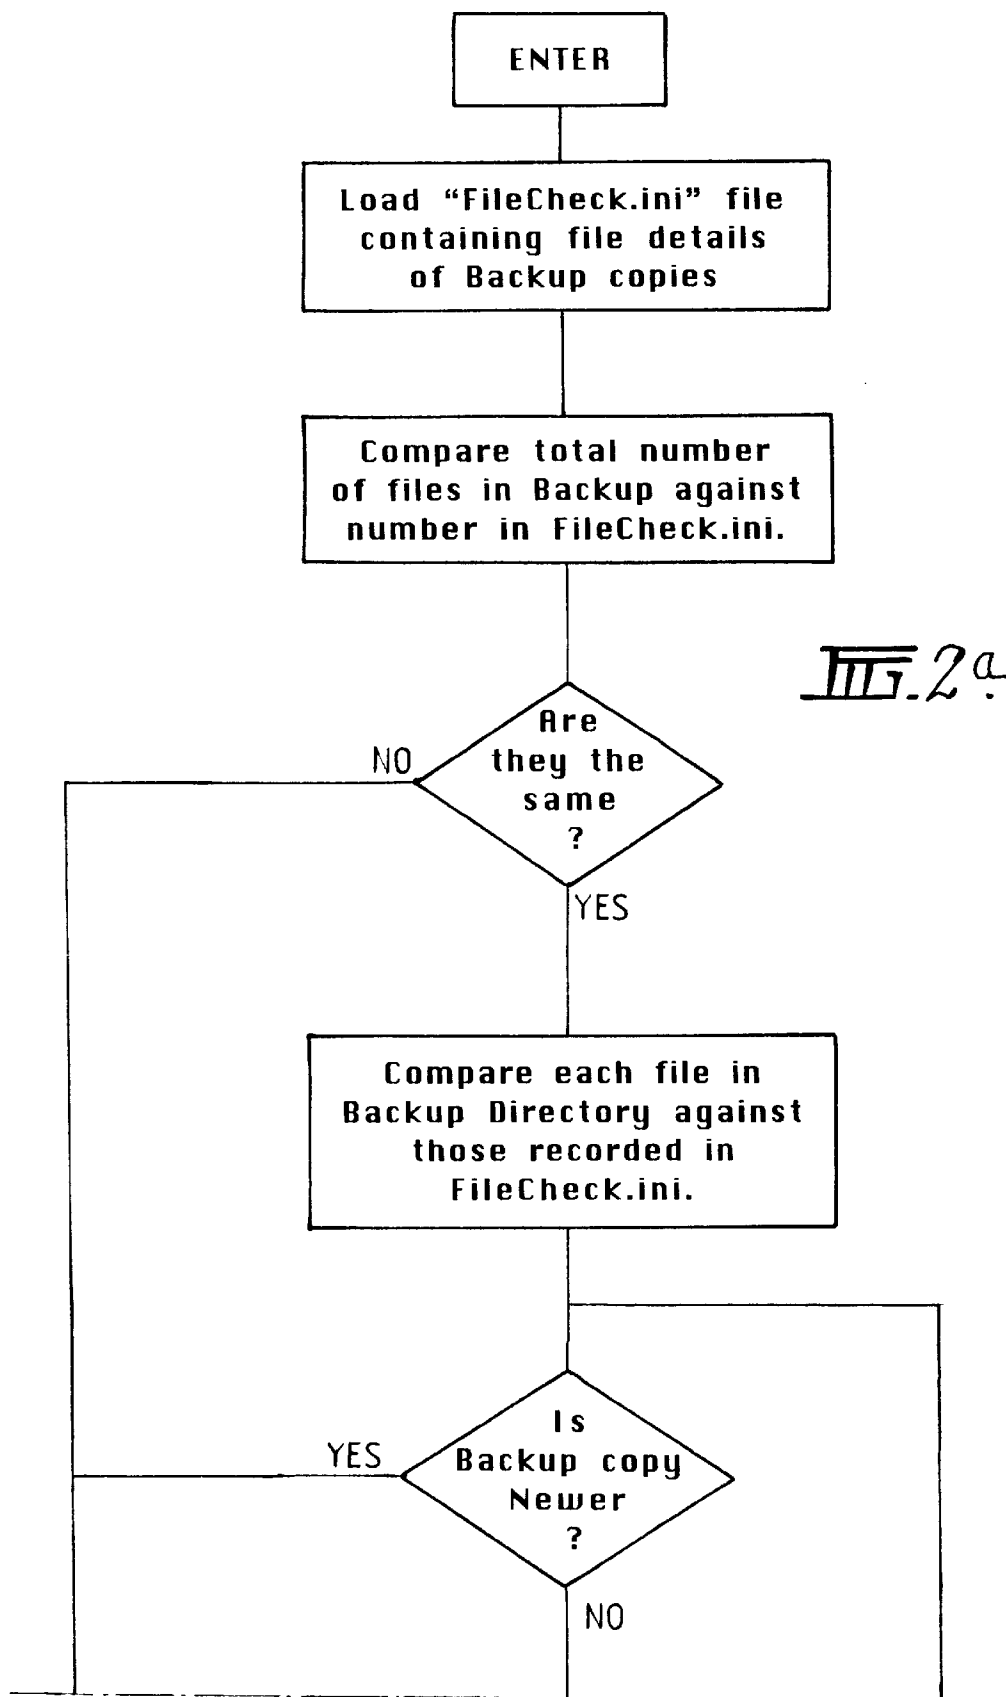 ENTER
Load “FileCheck.ini” file
containing file details
of Backup copies
Compare total number
of files in Backup against
number in FileCheck.ini.
FIG. 2a.
Are
they the
same
?
NO
YES
Compare each file in
Backup Directory against
those recorded in
FileCheck.ini.
Is
Backup copy
Newer
?
YES
NO